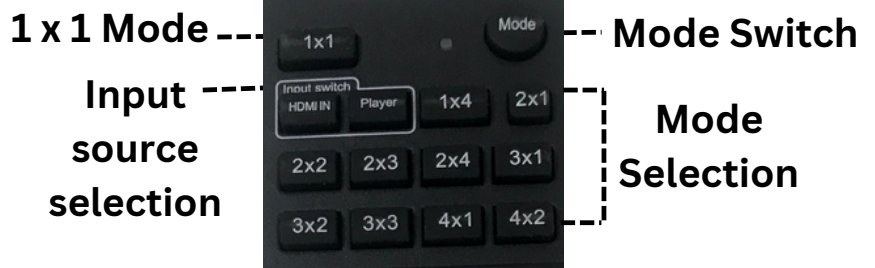 1 x 1 Mode
1x1
Mode
Mode Switch
Input
source
selection
Input switch
HDMI IN
Player
1x4
2x1
Mode
Selection
2x2
2x3
2x4
3x1
3x2
3x3
4x1
4x2